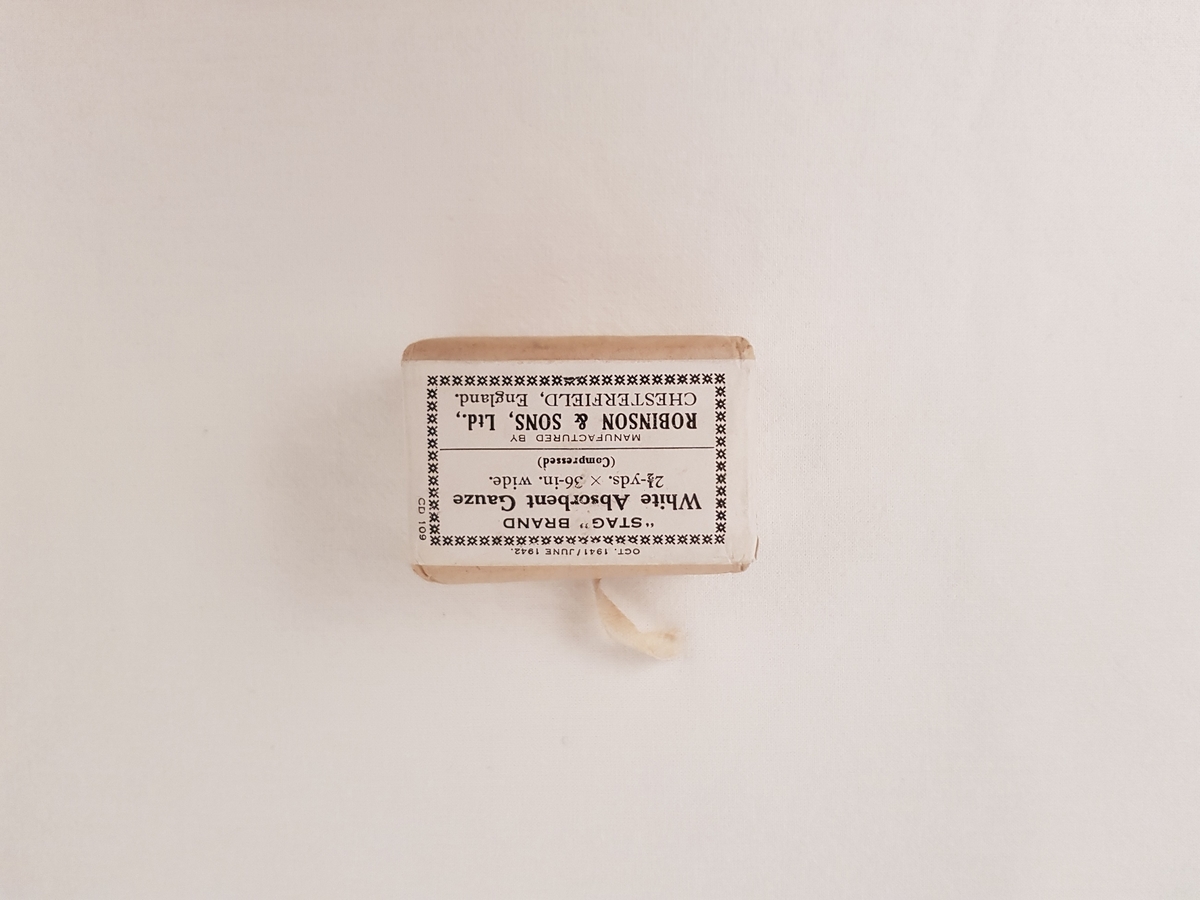 OCT. 1941/JUNE 1942.
"STAG" BRAND
White Absorbent Gauze
2½-yds. × 36-in. wide.
(Compressed)
MANUFACTURED BY
ROBINSON & SONS, Ltd.,
CHESTERFIELD, England.
CD 109